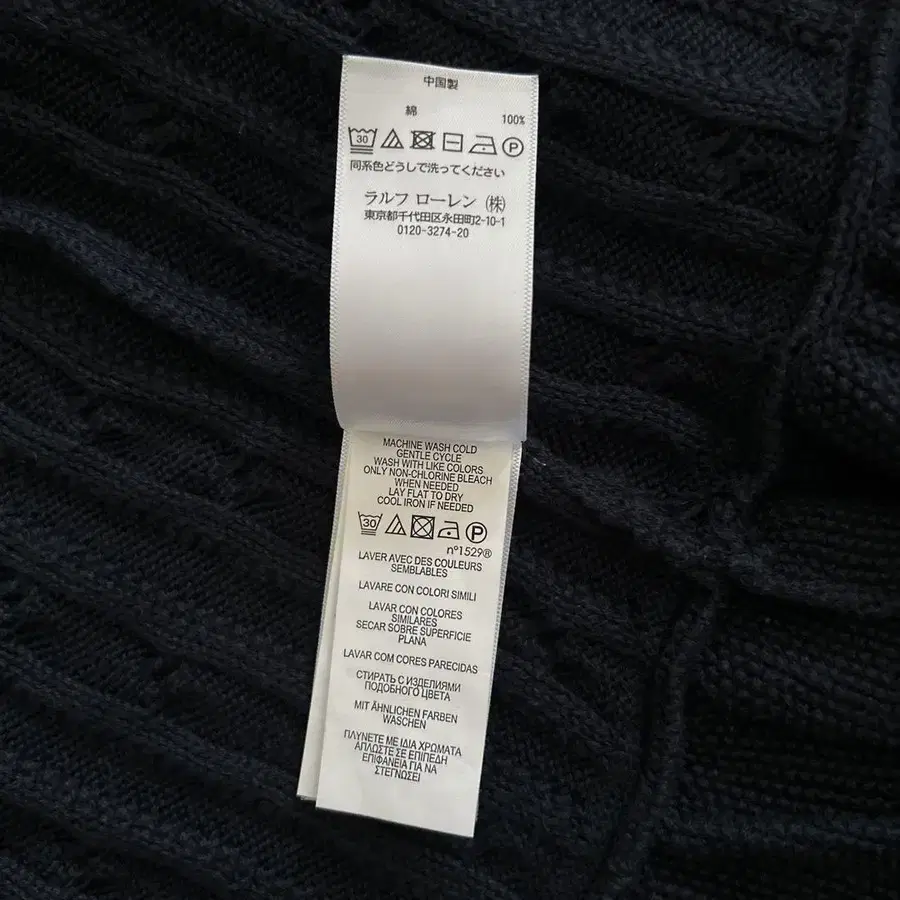 中国製
綿 100%
30 P
同系色どうしで洗ってください
ラルフ ローレン (株)
東京都千代田区永田町2-10-1
0120-3274-20
MACHINE WASH COLD
GENTLE CYCLE
WASH WITH LIKE COLORS
ONLY NON-CHLORINE BLEACH
WHEN NEEDED
LAY FLAT TO DRY
COOL IRON IF NEEDED
30 P
n°1529®
LAVER AVEC DES COULEURS
SEMBLABLES
LAVARE CON COLORI SIMILI
LAVAR CON COLORES
SIMILARES
SECAR SOBRE SUPERFICIE
PLANA
LAVAR COM CORES PARECIDAS
СТИРАТЬ С ИЗДЕЛИЯМИ
ПОДОБНОГО ЦВЕТА
MIT ÄHNLICHEN FARBEN
WASCHEN
ΠΛΥΝΕΤΕ ΜΕ ΙΔΙΑ ΧΡΩΜΑΤΑ
ΑΠΛΩΣΤΕ ΣΕ ΕΠΙΠΕΔΗ
ΕΠΙΦΑΝΕΙΑ ΓΙΑ ΝΑ
ΣΤΕΓΝΩΣΕΙ